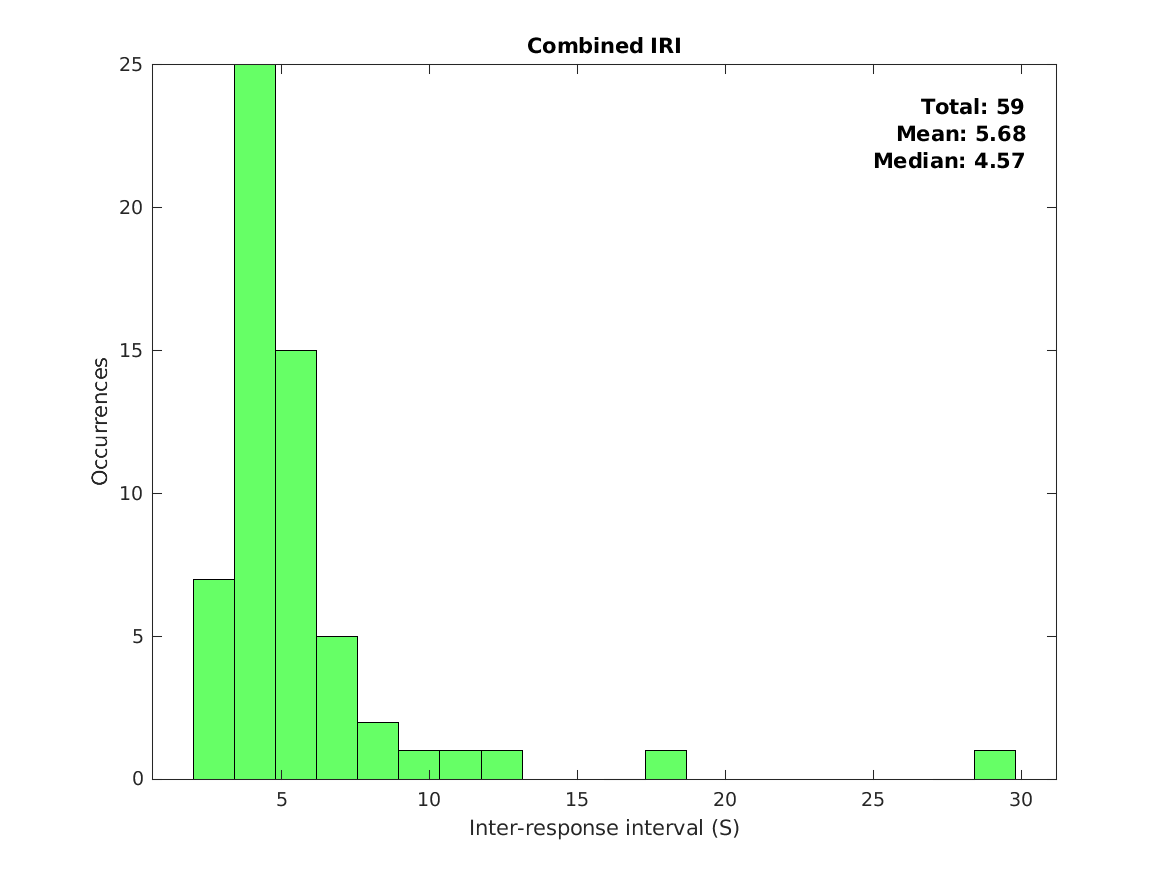 Combined IRI
Total: 59
Mean: 5.68
Median: 4.57
25
20
15
10
5
0
Occurrences
5 10 15 20 25 30
Inter-response interval (S)